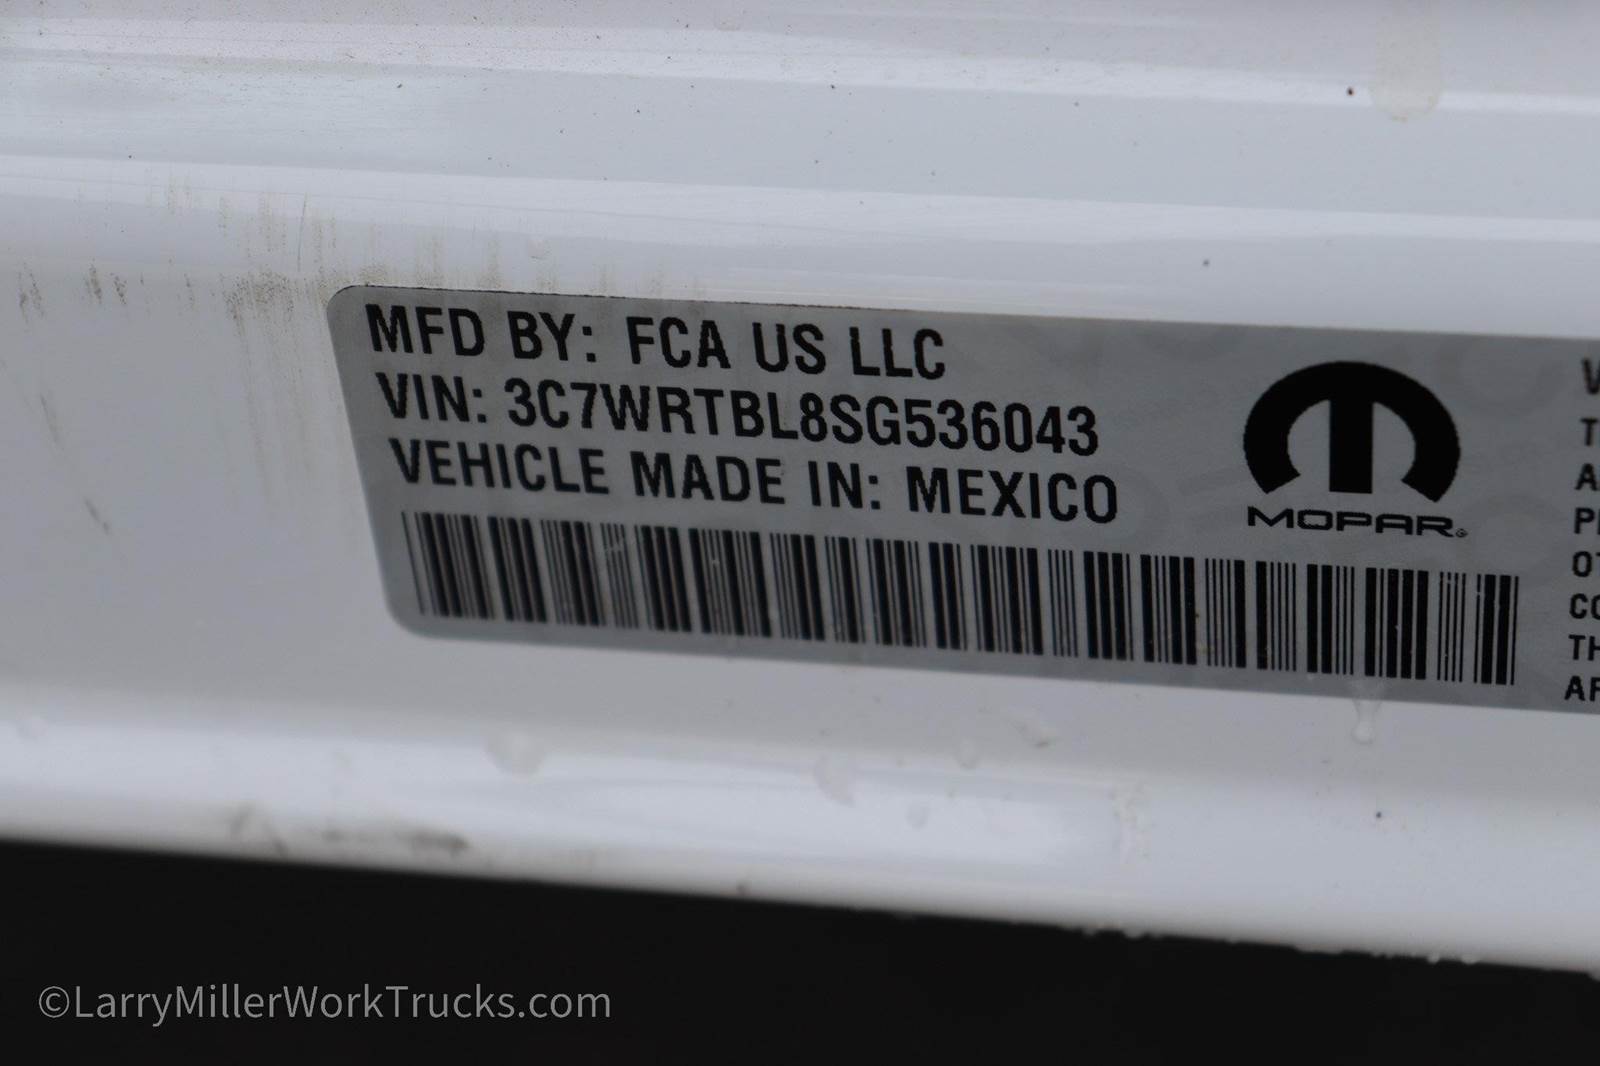 MFD BY: FCA US LLC
VIN: 3C7WRTBL8SG536043
VEHICLE MADE IN: MEXICO
MOPAR
©LarryMillerWorkTrucks.com